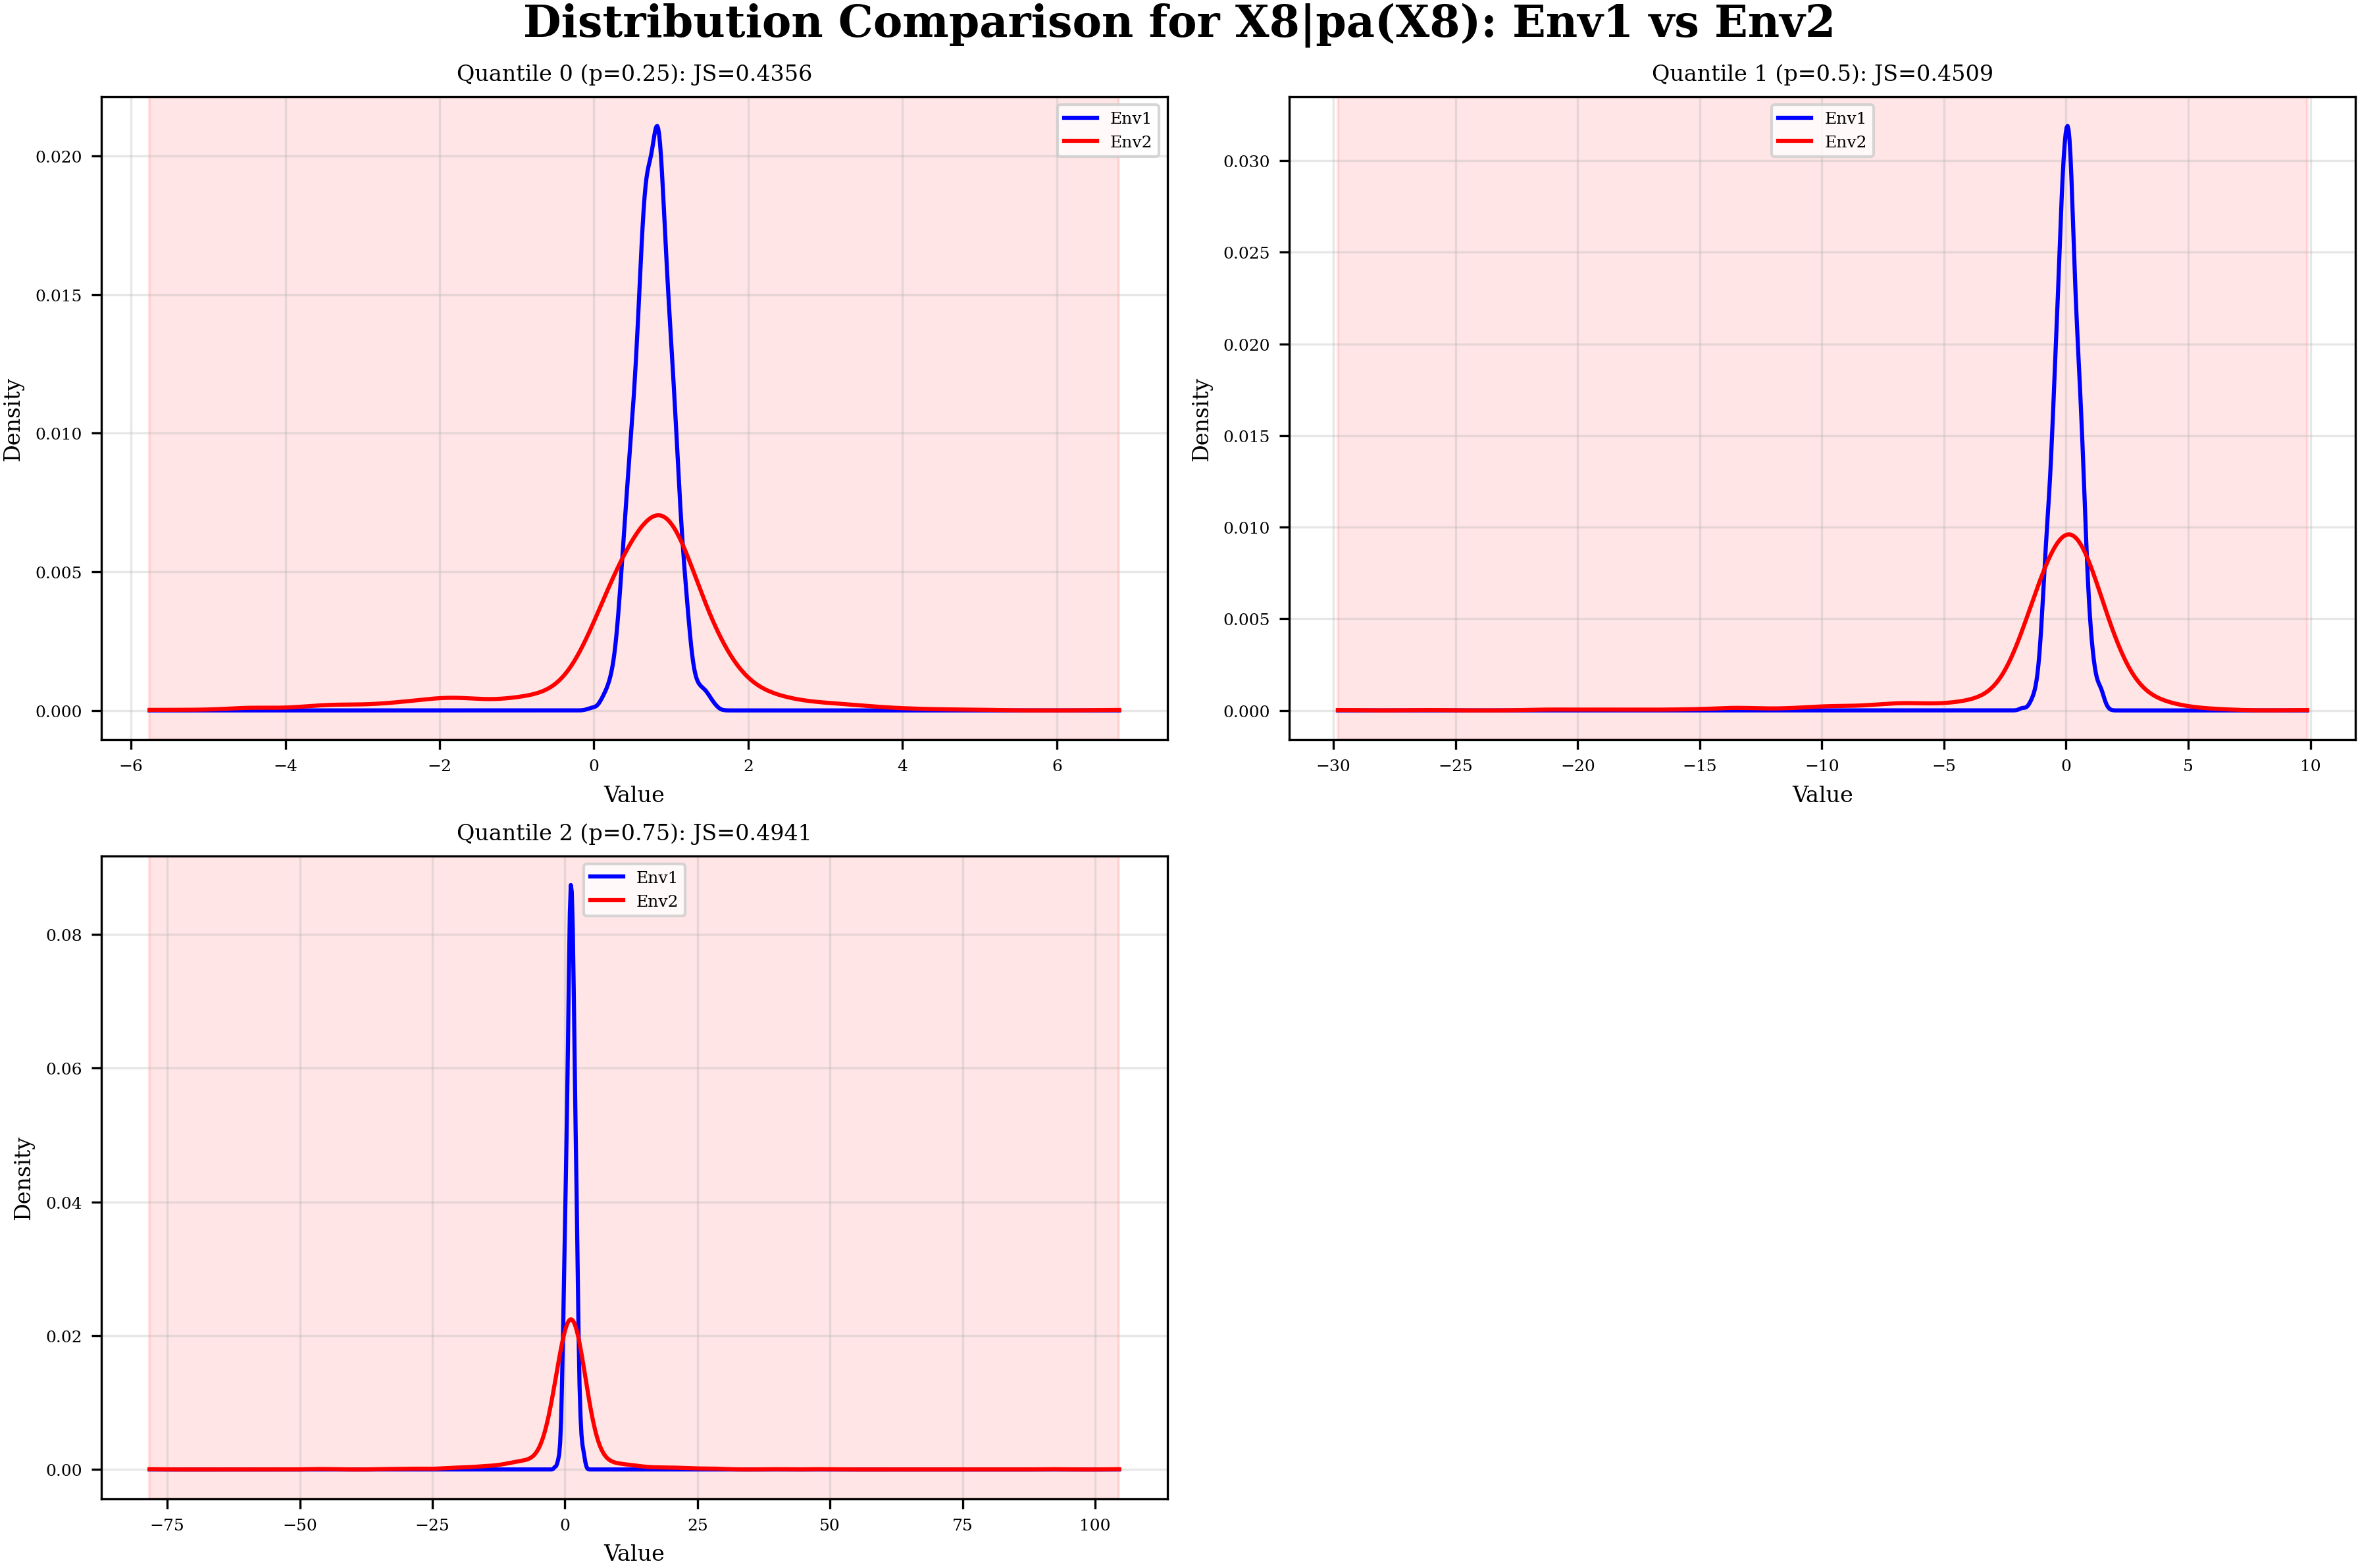 Distribution Comparison for X8|pa(X8): Env1 vs Env2
Quantile 0 (p=0.25): JS=0.4356
Env1
Env2
0.020
0.015
0.010
0.005
0.000
Density
−6 −4 −2 0 2 4 6
Value
Quantile 1 (p=0.5): JS=0.4509
Env1
Env2
0.030
0.025
0.020
0.015
0.010
0.005
0.000
Density
−30 −25 −20 −15 −10 −5 0 5 10
Value
Quantile 2 (p=0.75): JS=0.4941
Env1
Env2
0.08
0.06
0.04
0.02
0.00
Density
−75 −50 −25 0 25 50 75 100
Value